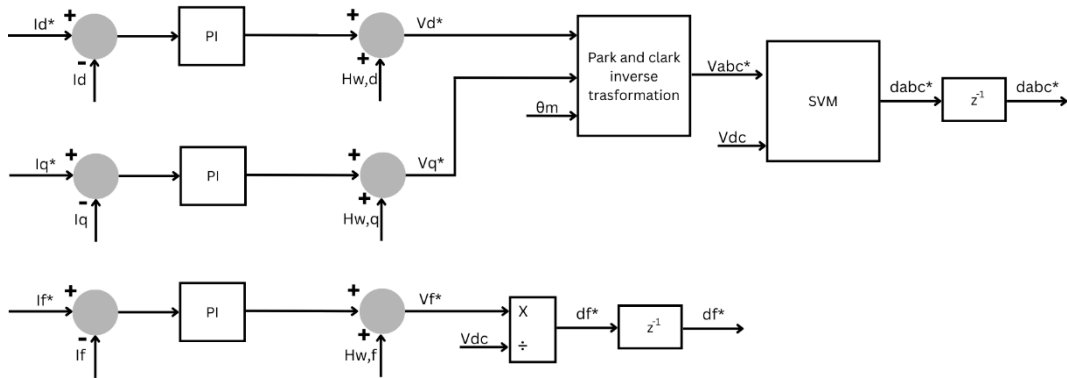 Id*
+
-
Id
PI
+
+
Hw,d
Vd*
Park and clark
inverse
trasformation
θm
Vabc*
Vdc
SVM
dabc*
z⁻¹
dabc*
Iq*
+
-
Iq
PI
+
+
Hw,q
Vq*
If*
+
-
If
PI
+
+
Hw,f
Vf*
Vdc
X
÷
df*
z⁻¹
df*